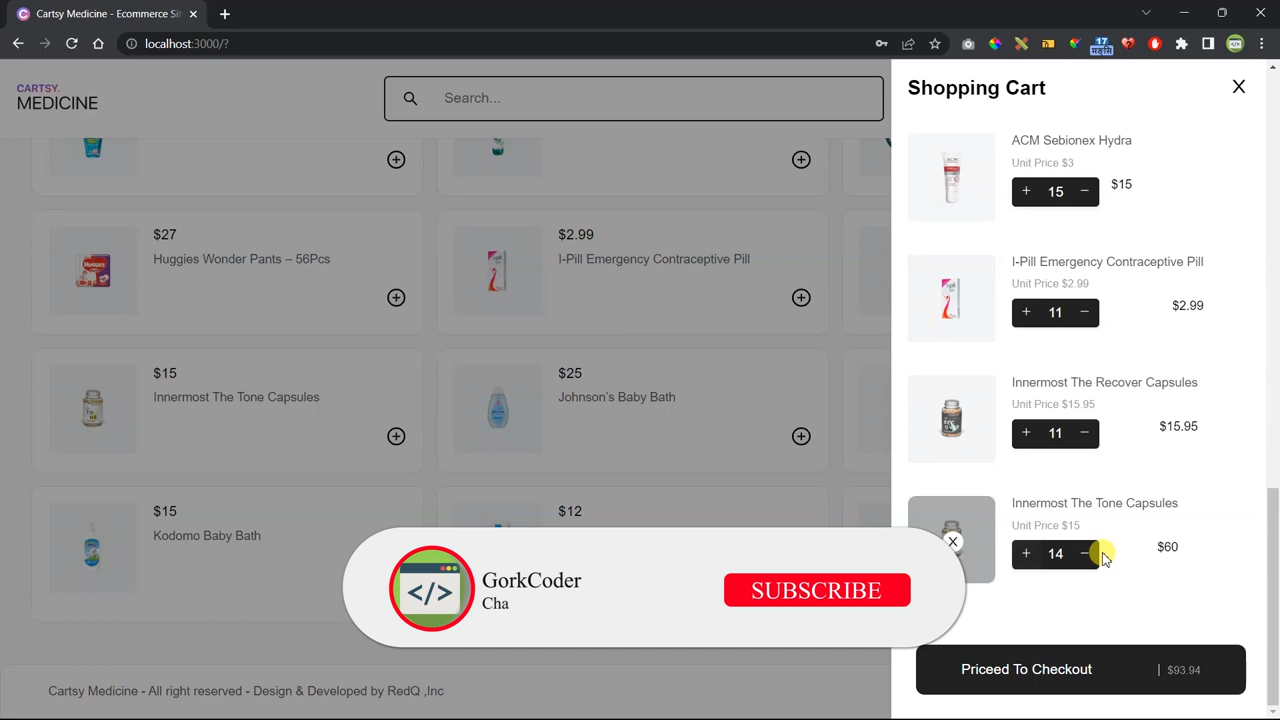 Cartsy Medicine - Ecommerce Sit
localhost:3000/?
17
CARTSY.
MEDICINE
Search...
$27
Huggies Wonder Pants – 56Pcs
$2.99
I-Pill Emergency Contraceptive Pill
$15
Innermost The Tone Capsules
$25
Johnson's Baby Bath
$15
Kodomo Baby Bath
$12
Cartsy Medicine - All right reserved - Design & Developed by RedQ ,Inc
Shopping Cart
X
ACM Sebionex Hydra
Unit Price $3
+ 15 − $15
I-Pill Emergency Contraceptive Pill
Unit Price $2.99
+ 11 − $2.99
Innermost The Recover Capsules
Unit Price $15.95
+ 11 − $15.95
Innermost The Tone Capsules
Unit Price $15
X
+ 14 − $60
Priceed To Checkout | $93.94
</> GorkCoder
Cha
SUBSCRIBE